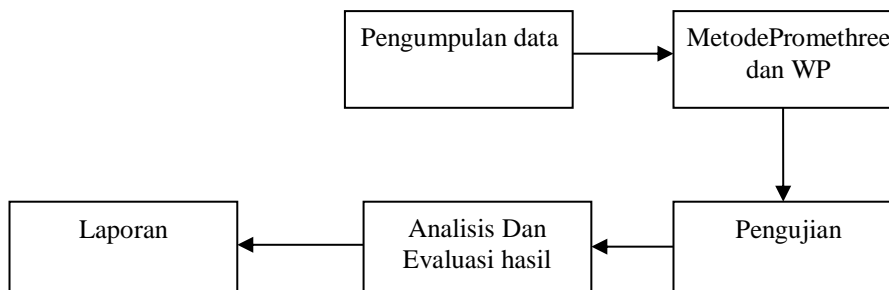 Pengumpulan data
MetodePromethree
dan WP
Pengujian
Analisis Dan
Evaluasi hasil
Laporan